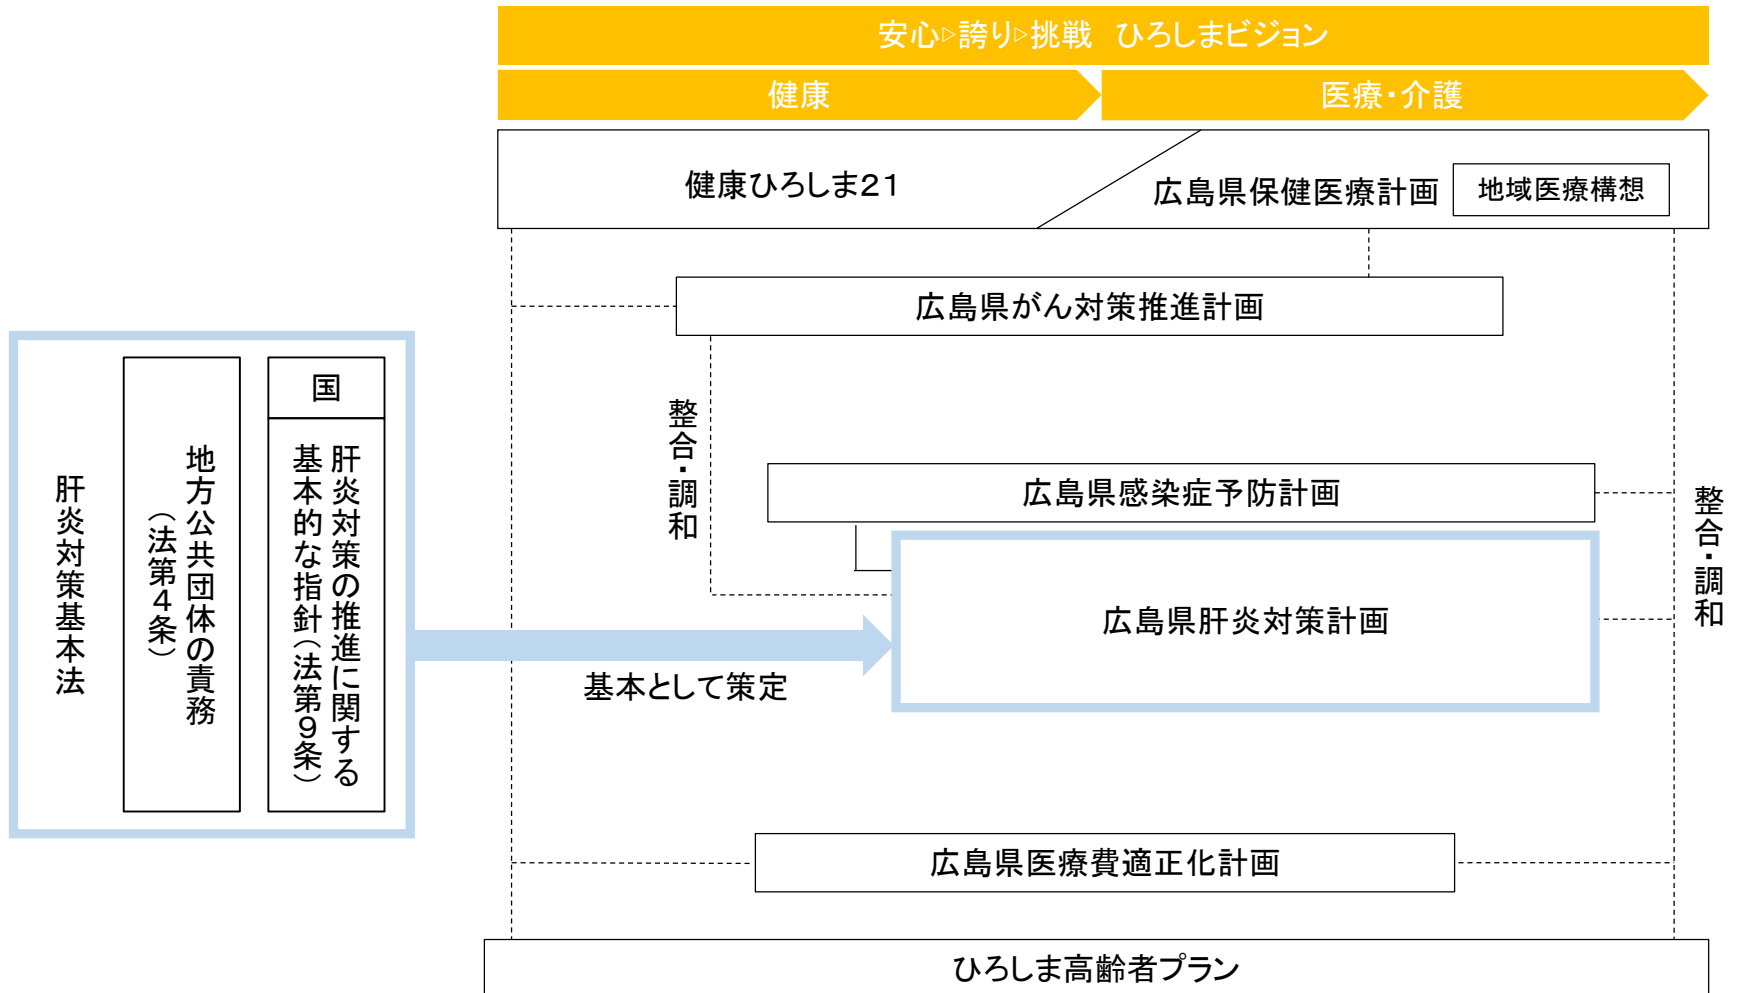 安心▷誇り▷挑戦　ひろしまビジョン
健康
医療・介護
健康ひろしま21
広島県保健医療計画
地域医療構想
広島県がん対策推進計画
整合・調和
広島県感染症予防計画
広島県肝炎対策計画
整合・調和
国
肝炎対策の推進に関する
基本的な指針（法第９条）
地方公共団体の責務
（法第４条）
肝炎対策基本法
基本として策定
広島県医療費適正化計画
ひろしま高齢者プラン